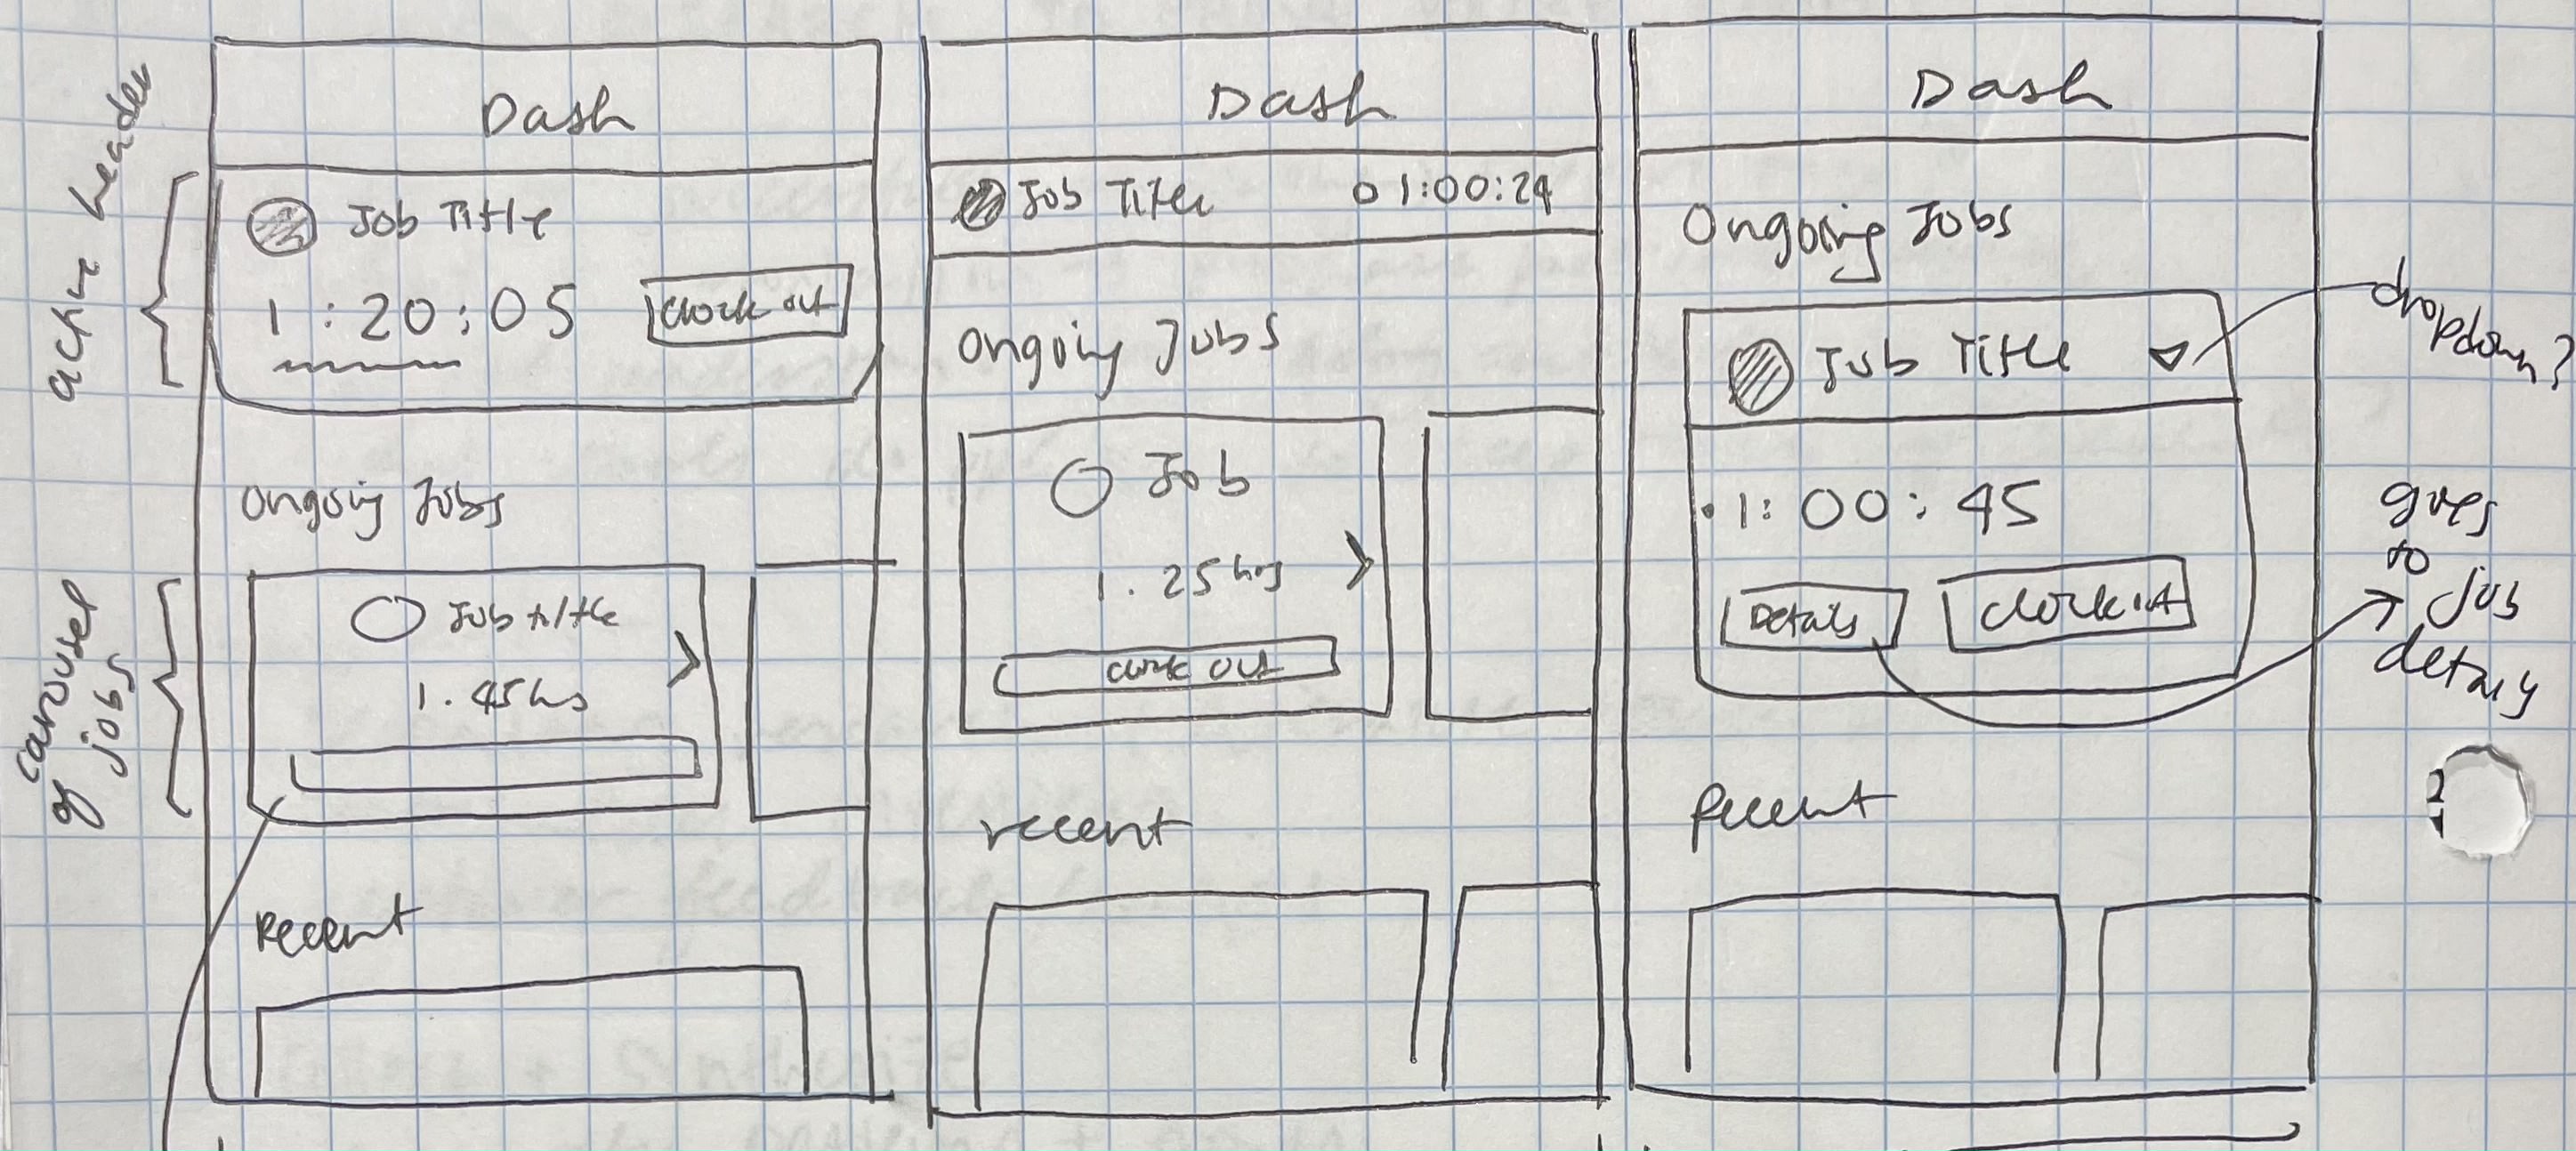 active header
Dash
Job Title
1:20:05
clock out
Ongoing Jobs
carousel
of jobs
Job title
1.45hs
Recent
Dash
Job Title 01:00:24
Ongoing Jobs
Job
1.25hrs
clock out
recent
Dash
Ongoing Jobs
Job Title
dropdown?
1:00:45
Details
Clock out
goes
to
job
details
Recent